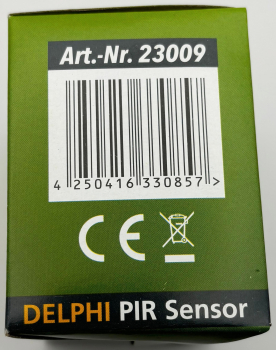 Art.-Nr. 23009
4 250416 330857 >
CE
DELPHI PIR Sensor